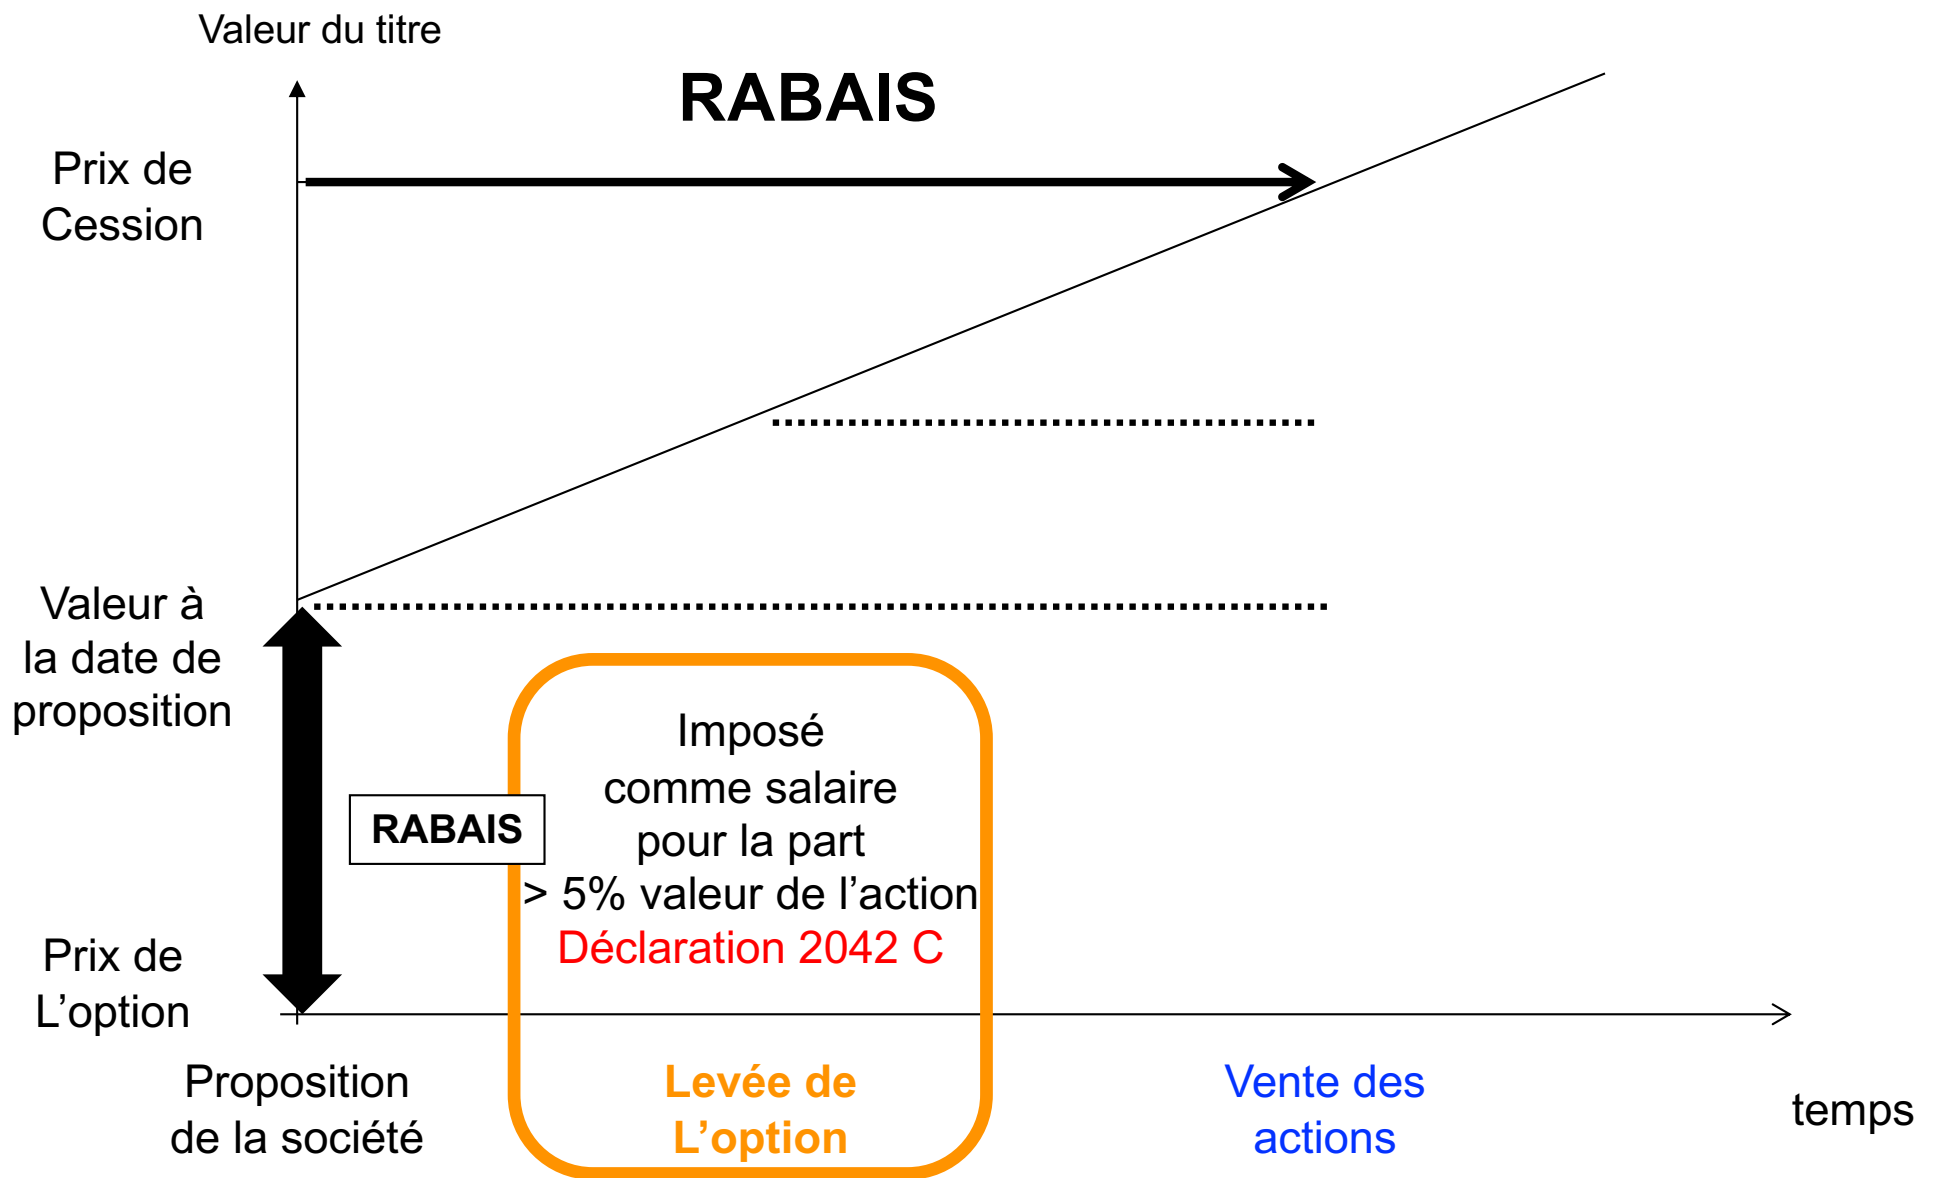 Valeur du titre
RABAIS
Prix de
Cession
Valeur à
la date de
proposition
RABAIS
Imposé
comme salaire
pour la part
> 5% valeur de l’action
Déclaration 2042 C
Prix de
L’option
Proposition
de la société
Levée de
L’option
Vente des
actions
temps